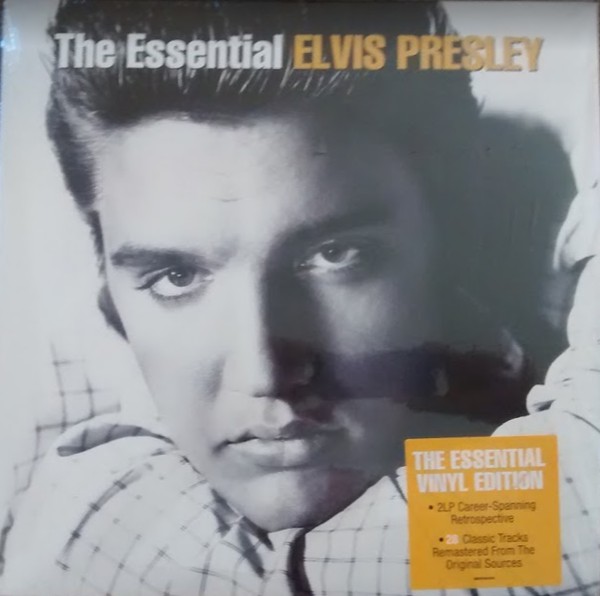 The Essential ELVIS PRESLEY
THE ESSENTIAL
VINYL EDITION
• 2LP Career-Spanning
Retrospective
• 28 Classic Tracks
Remastered From The
Original Sources